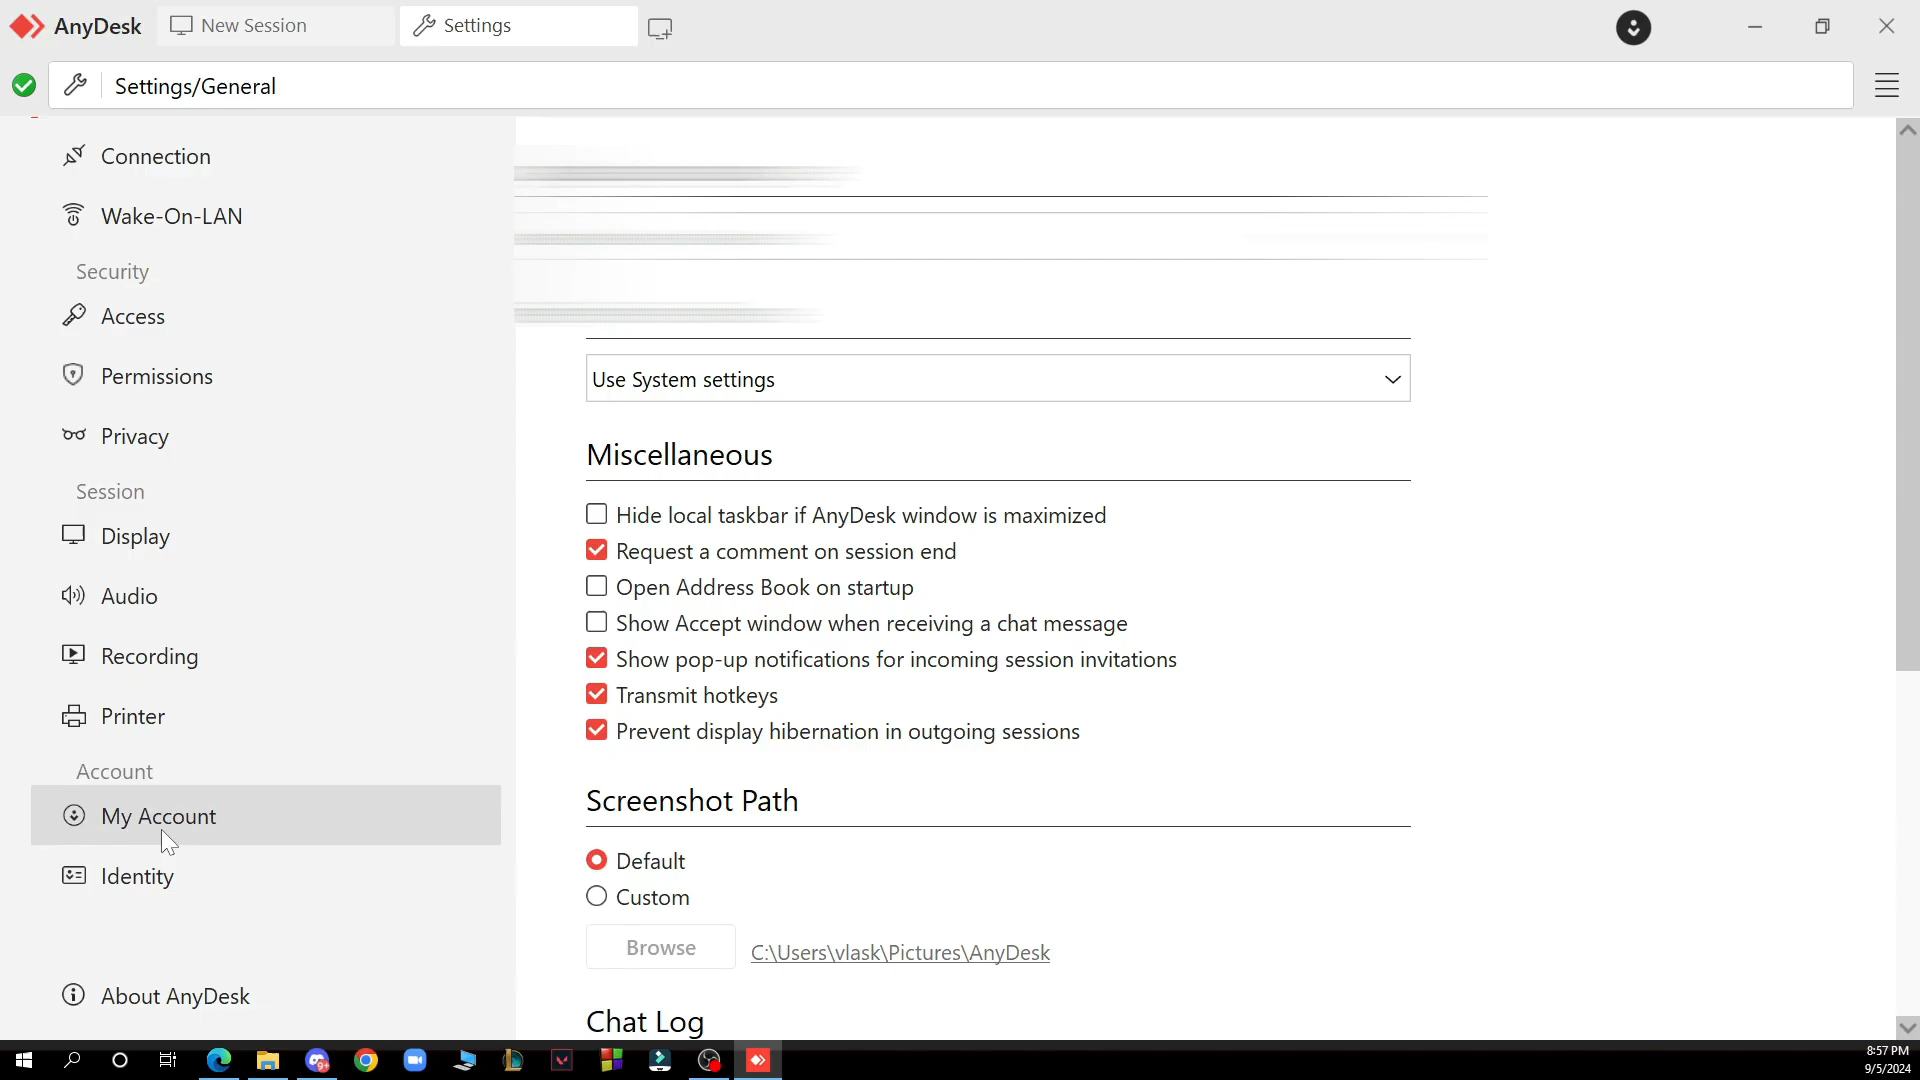 AnyDesk
New Session
Settings
Settings/General
Connection
Wake-On-LAN
Security
Access
Permissions
Privacy
Session
Display
Audio
Recording
Printer
Account
My Account
Identity
About AnyDesk
Use System settings
Miscellaneous
Hide local taskbar if AnyDesk window is maximized
Request a comment on session end
Open Address Book on startup
Show Accept window when receiving a chat message
Show pop-up notifications for incoming session invitations
Transmit hotkeys
Prevent display hibernation in outgoing sessions
Screenshot Path
Default
Custom
Browse
C:\Users\vlask\Pictures\AnyDesk
Chat Log
8:57 PM
9/5/2024